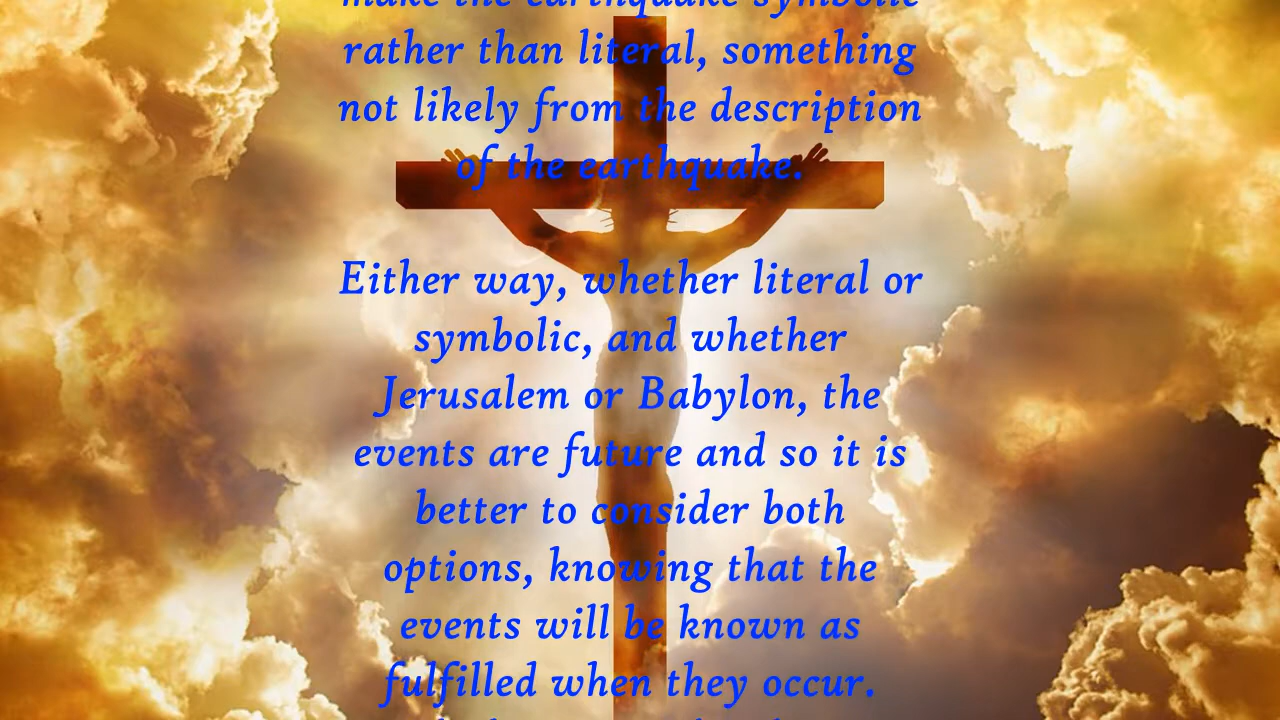 make the earthquake symbolic
rather than literal, something
not likely from the description
of the earthquake.
Either way, whether literal or
symbolic, and whether
Jerusalem or Babylon, the
events are future and so it is
better to consider both
options, knowing that the
events will be known as
fulfilled when they occur.